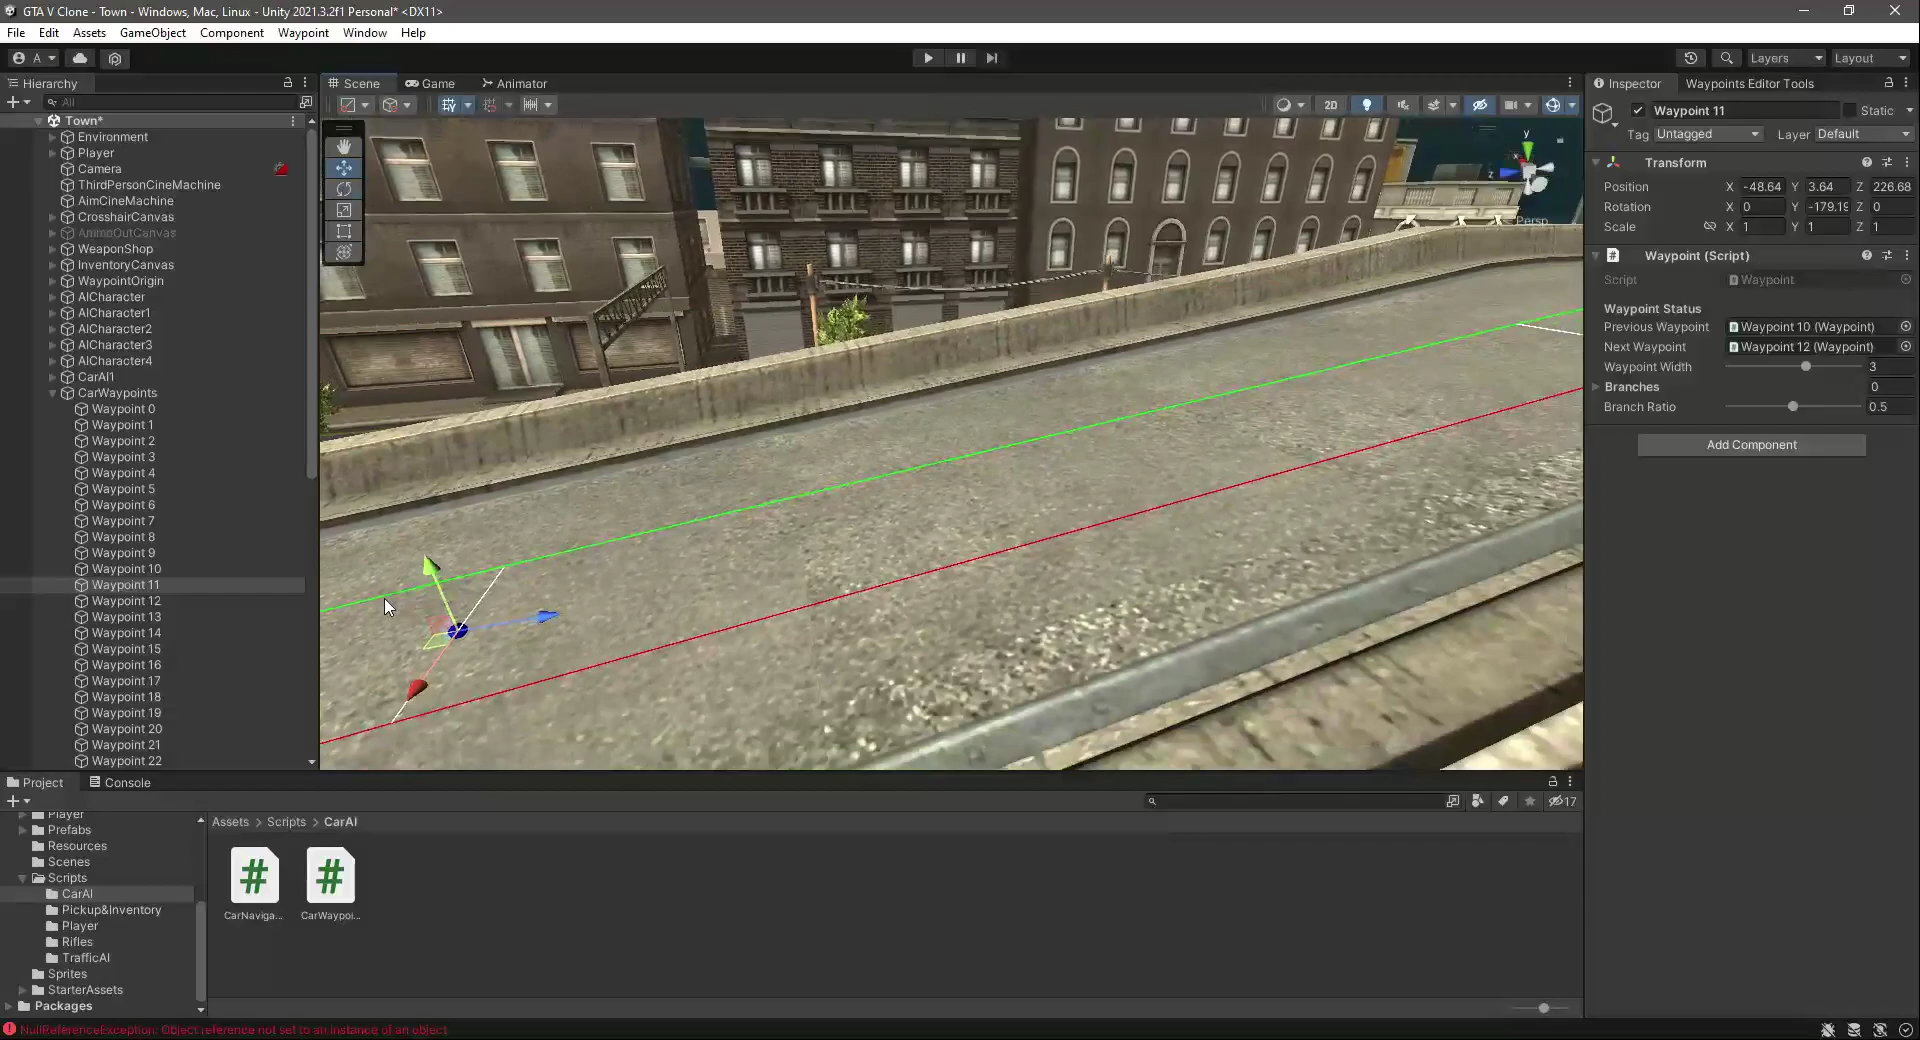 GTA V Clone - Town - Windows, Mac, Linux - Unity 2021.3.2f1 Personal* <DX11>
File Edit Assets GameObject Component Waypoint Window Help
A
Layers Layout
Hierarchy
All
Town*
Environment
Player
Camera
ThirdPersonCineMachine
AimCineMachine
CrosshairCanvas
AmmoOutCanvas
WeaponShop
InventoryCanvas
WaypointOrigin
AICharacter
AICharacter1
AICharacter2
AICharacter3
AICharacter4
CarAI1
CarWaypoints
Waypoint 0
Waypoint 1
Waypoint 2
Waypoint 3
Waypoint 4
Waypoint 5
Waypoint 6
Waypoint 7
Waypoint 8
Waypoint 9
Waypoint 10
Waypoint 11
Waypoint 12
Waypoint 13
Waypoint 14
Waypoint 15
Waypoint 16
Waypoint 17
Waypoint 18
Waypoint 19
Waypoint 20
Waypoint 21
Waypoint 22
Scene Game Animator
2D
y
x
z
Persp
Inspector Waypoints Editor Tools
Waypoint 11 Static
Tag Untagged Layer Default
Transform
Position X -48.64 Y 3.64 Z 226.68
Rotation X 0 Y -179.19 Z 0
Scale X 1 Y 1 Z 1
Waypoint (Script)
Script Waypoint
Waypoint Status
Previous Waypoint Waypoint 10 (Waypoint)
Next Waypoint Waypoint 12 (Waypoint)
Waypoint Width 3
Branches 0
Branch Ratio 0.5
Add Component
Project Console
17
Player
Prefabs
Resources
Scenes
Scripts
CarAI
Pickup&Inventory
Player
Rifles
TrafficAI
Sprites
StarterAssets
Packages
Assets > Scripts > CarAI
CarNaviga... CarWaypoi...
NullReferenceException: Object reference not set to an instance of an object